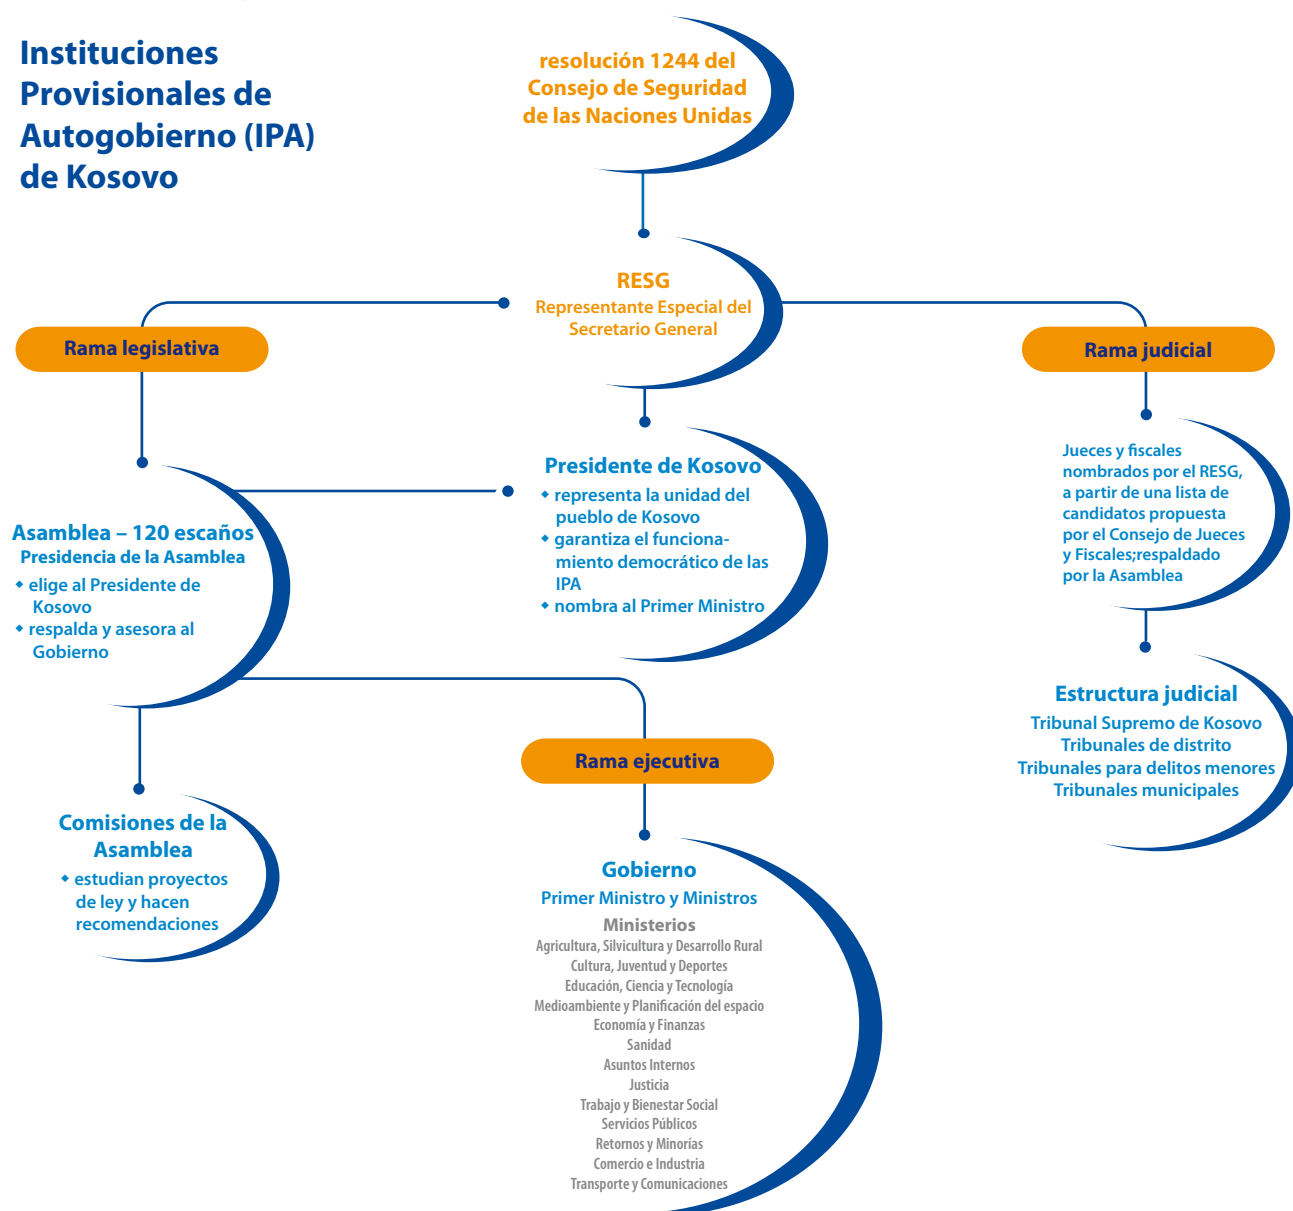 Instituciones
Provisionales de
Autogobierno (IPA)
de Kosovo
resolución 1244 del
Consejo de Seguridad
de las Naciones Unidas
RESG
Representante Especial del
Secretario General
Rama legislativa
Rama judicial
Presidente de Kosovo
representa la unidad del
pueblo de Kosovo
garantiza el funciona-
miento democrático de las
IPA
nombra al Primer Ministro
Jueces y fiscales
nombrados por el RESG,
a partir de una lista de
candidatos propuesta
por el Consejo de Jueces
y Fiscales;respaldado
por la Asamblea
Asamblea – 120 escaños
Presidencia de la Asamblea
elige al Presidente de
Kosovo
respalda y asesora al
Gobierno
Estructura judicial
Tribunal Supremo de Kosovo
Tribunales de distrito
Tribunales para delitos menores
Tribunales municipales
Rama ejecutiva
Comisiones de la
Asamblea
estudian proyectos
de ley y hacen
recomendaciones
Gobierno
Primer Ministro y Ministros
Ministerios
Agricultura, Silvicultura y Desarrollo Rural
Cultura, Juventud y Deportes
Educación, Ciencia y Tecnología
Medioambiente y Planificación del espacio
Economía y Finanzas
Sanidad
Asuntos Internos
Justicia
Trabajo y Bienestar Social
Servicios Públicos
Retornos y Minorías
Comercio e Industria
Transporte y Comunicaciones